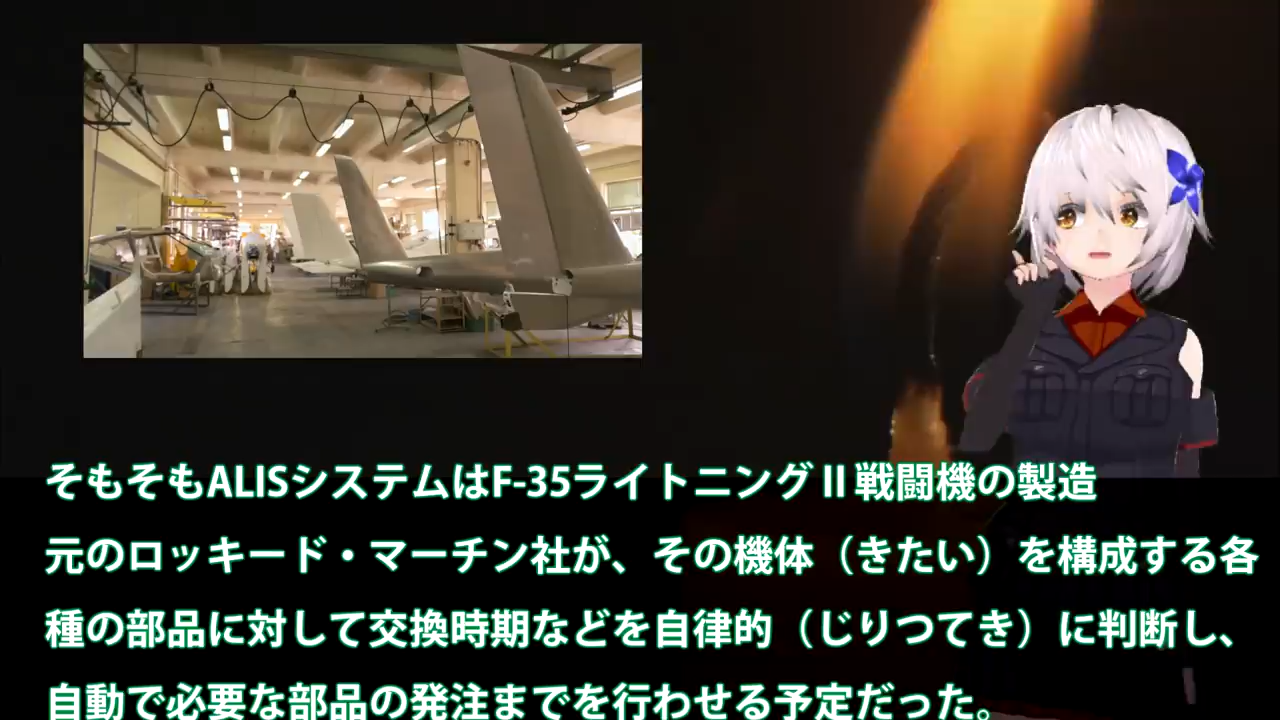 そもそもALISシステムはF-35ライトニングⅡ戦闘機の製造
元のロッキード・マーチン社が、その機体（きたい）を構成する各
種の部品に対して交換時期などを自律的（じりつてき）に判断し、
自動で必要な部品の発注までを行わせる予定だった。